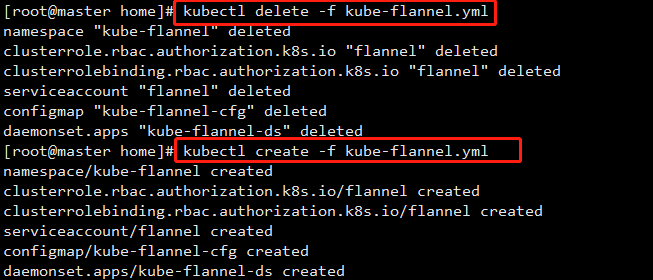 [root@master home]# kubectl delete -f kube-flannel.yml
namespace "kube-flannel" deleted
clusterrole.rbac.authorization.k8s.io "flannel" deleted
clusterrolebinding.rbac.authorization.k8s.io "flannel" deleted
serviceaccount "flannel" deleted
configmap "kube-flannel-cfg" deleted
daemonset.apps "kube-flannel-ds" deleted
[root@master home]# kubectl create -f kube-flannel.yml
namespace/kube-flannel created
clusterrole.rbac.authorization.k8s.io/flannel created
clusterrolebinding.rbac.authorization.k8s.io/flannel created
serviceaccount/flannel created
configmap/kube-flannel-cfg created
daemonset.apps/kube-flannel-ds created